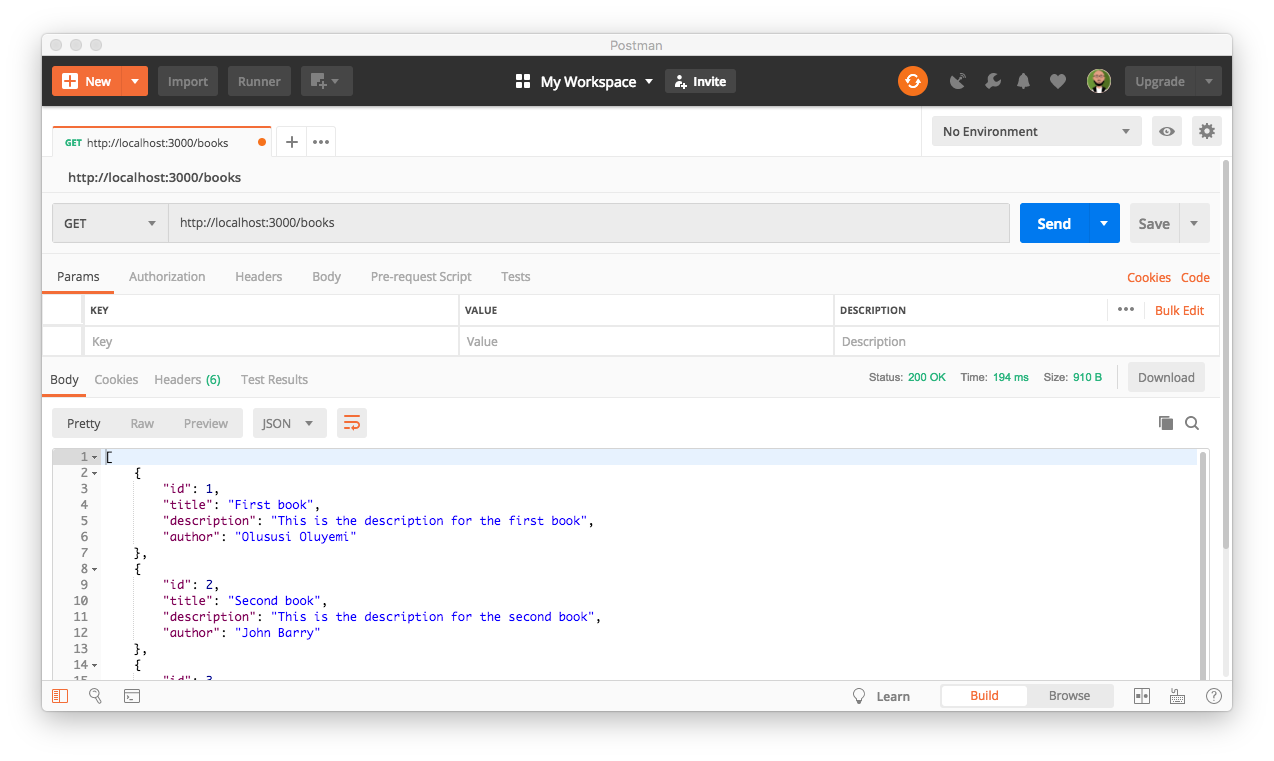 Postman
New Import Runner My Workspace Invite Upgrade
GET http://localhost:3000/books No Environment
http://localhost:3000/books
GET http://localhost:3000/books Send Save
Params Authorization Headers Body Pre-request Script Tests Cookies Code
KEY VALUE DESCRIPTION Bulk Edit
Key Value Description
Body Cookies Headers (6) Test Results Status: 200 OK Time: 194 ms Size: 910 B Download
Pretty Raw Preview JSON
1 [
2 {
3 "id": 1,
4 "title": "First book",
5 "description": "This is the description for the first book",
6 "author": "Olususi Oluyemi"
7 },
8 {
9 "id": 2,
10 "title": "Second book",
11 "description": "This is the description for the second book",
12 "author": "John Barry"
13 },
14 {
15 "id": 3,
Learn Build Browse